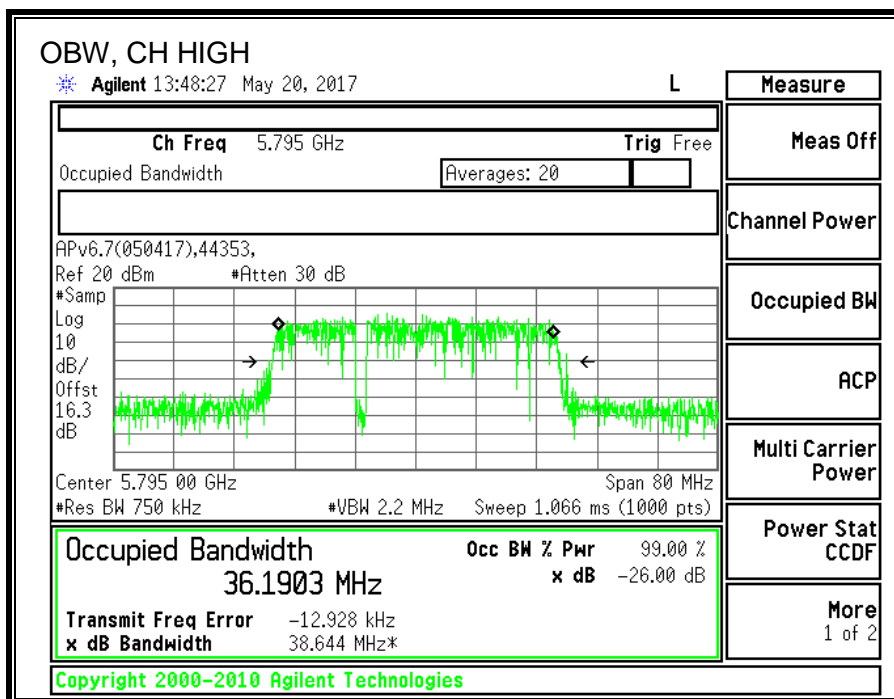 OBW, CH HIGH
Agilent 13:48:27 May 20, 2017 L
Measure
Ch Freq 5.795 GHz Trig Free
Meas Off
Occupied Bandwidth Averages: 20
Channel Power
APv6.7(050417),44353,
Ref 20 dBm #Atten 30 dB
#Samp
Log
10
dB/
Offst
16.3
dB
Occupied BW
ACP
Multi Carrier
Power
Center 5.795 00 GHz Span 80 MHz
#Res BW 750 kHz #VBW 2.2 MHz Sweep 1.066 ms (1000 pts)
Power Stat
CCDF
Occupied Bandwidth Occ BW % Pwr 99.00 %
36.1903 MHz x dB -26.00 dB
Transmit Freq Error -12.928 kHz
x dB Bandwidth 38.644 MHz*
More
1 of 2
Copyright 2000-2010 Agilent Technologies